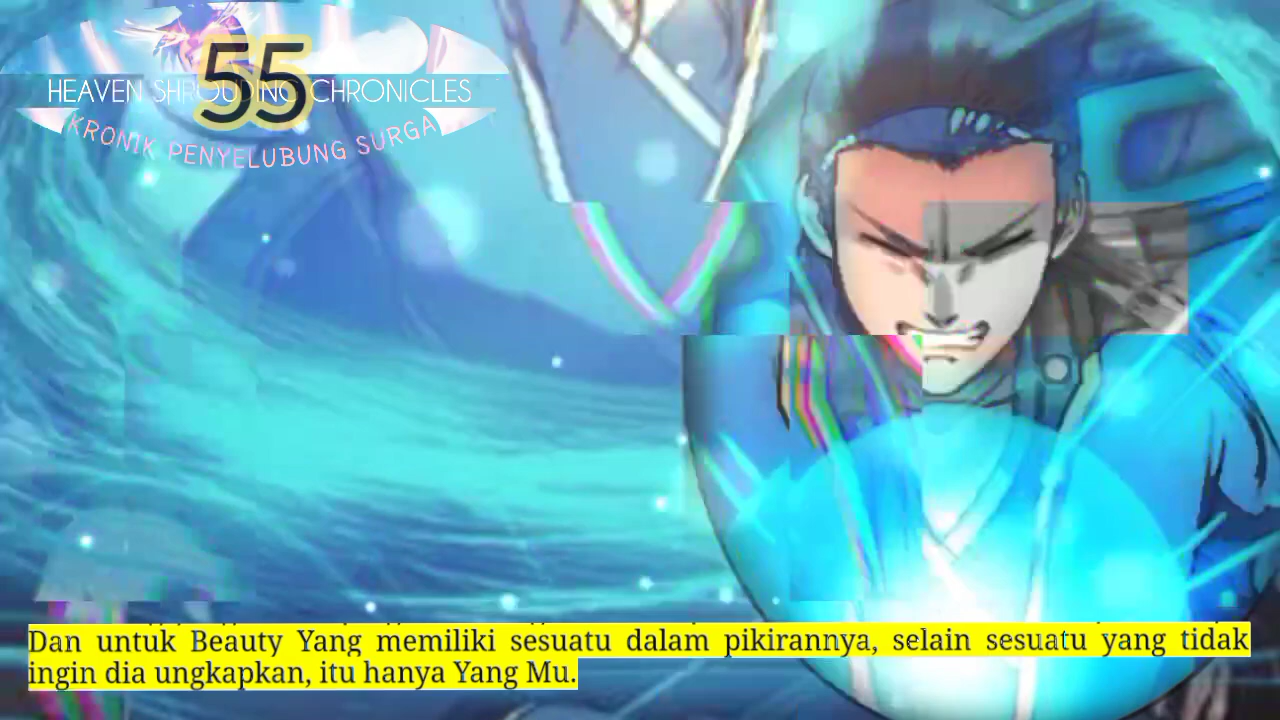 55
HEAVEN SHROUDING CHRONICLES
KRONIK PENYELUBUNG SURGA
Dan untuk Beauty Yang memiliki sesuatu dalam pikirannya, selain sesuatu yang tidak
ingin dia ungkapkan, itu hanya Yang Mu.